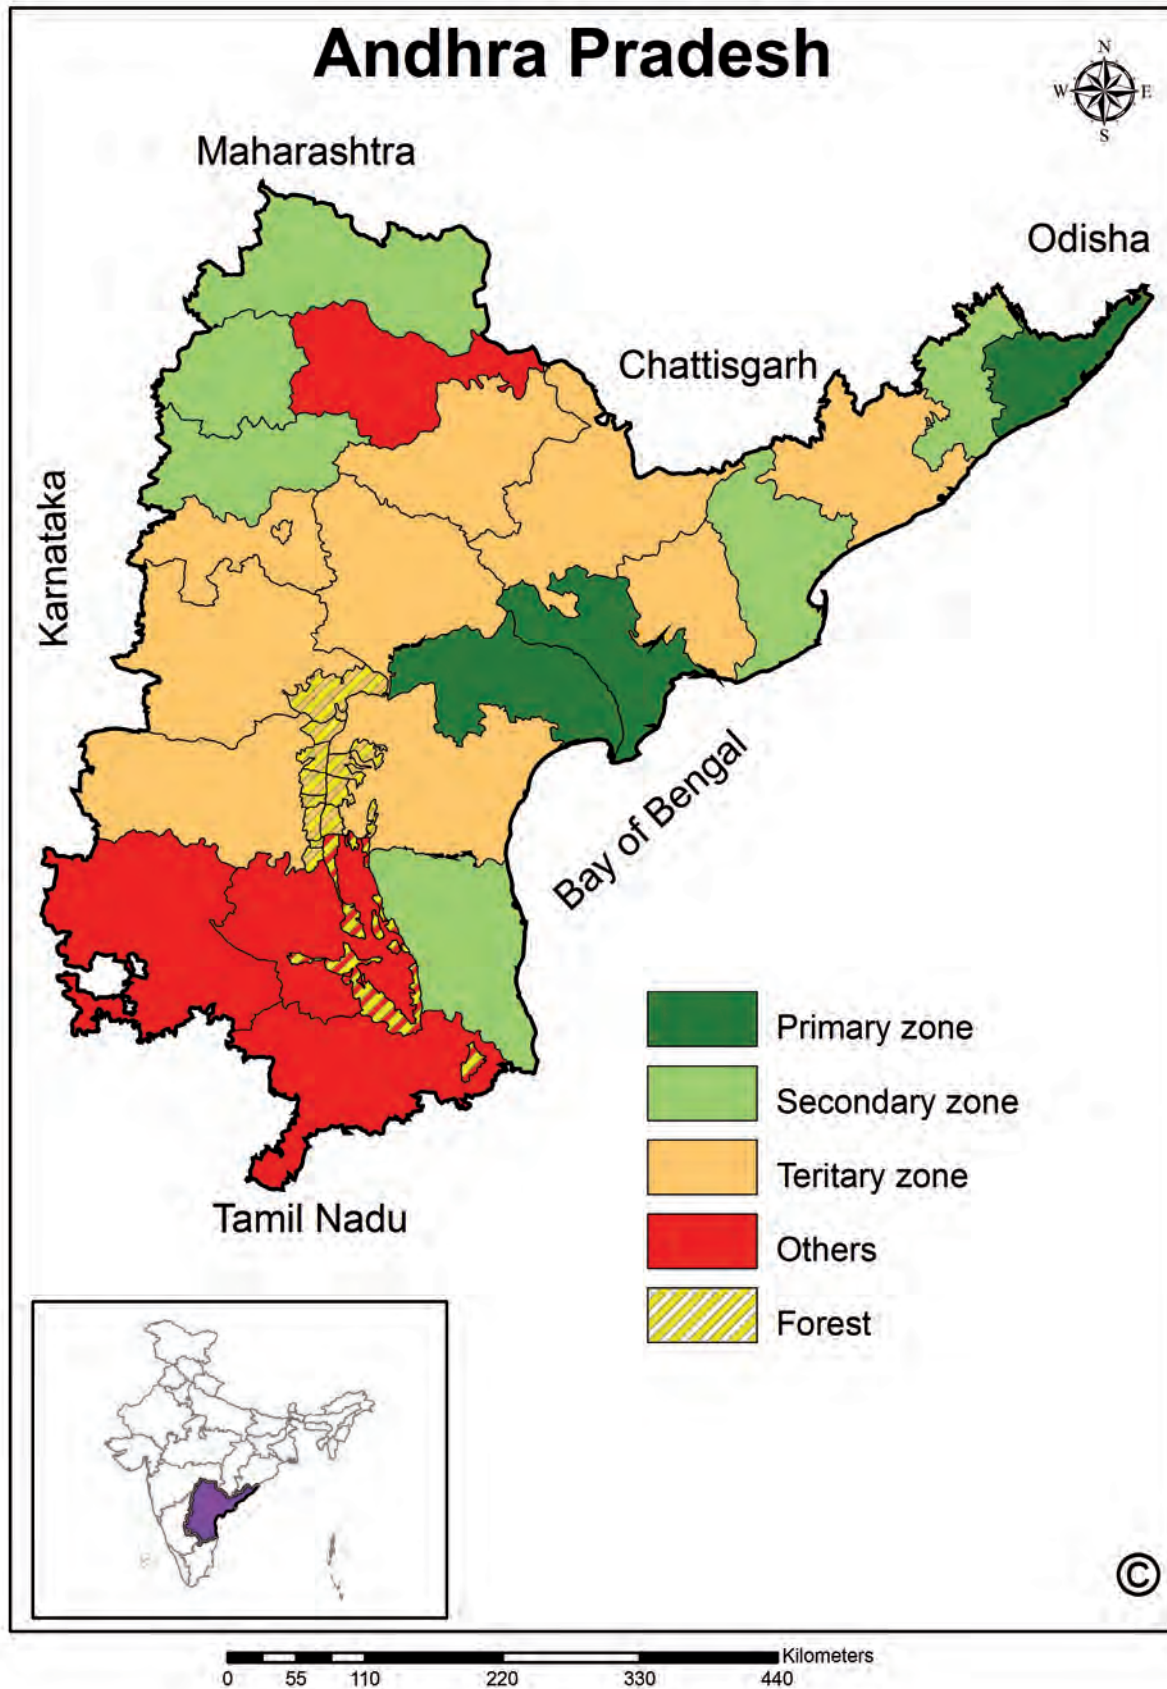 Andhra Pradesh
N
W
E
S
Maharashtra
Odisha
Chattisgarh
Karnataka
Bay of Bengal
Primary zone
Secondary zone
Teritary zone
Others
Forest
Tamil Nadu
©
Kilometers
0 55 110 220 330 440